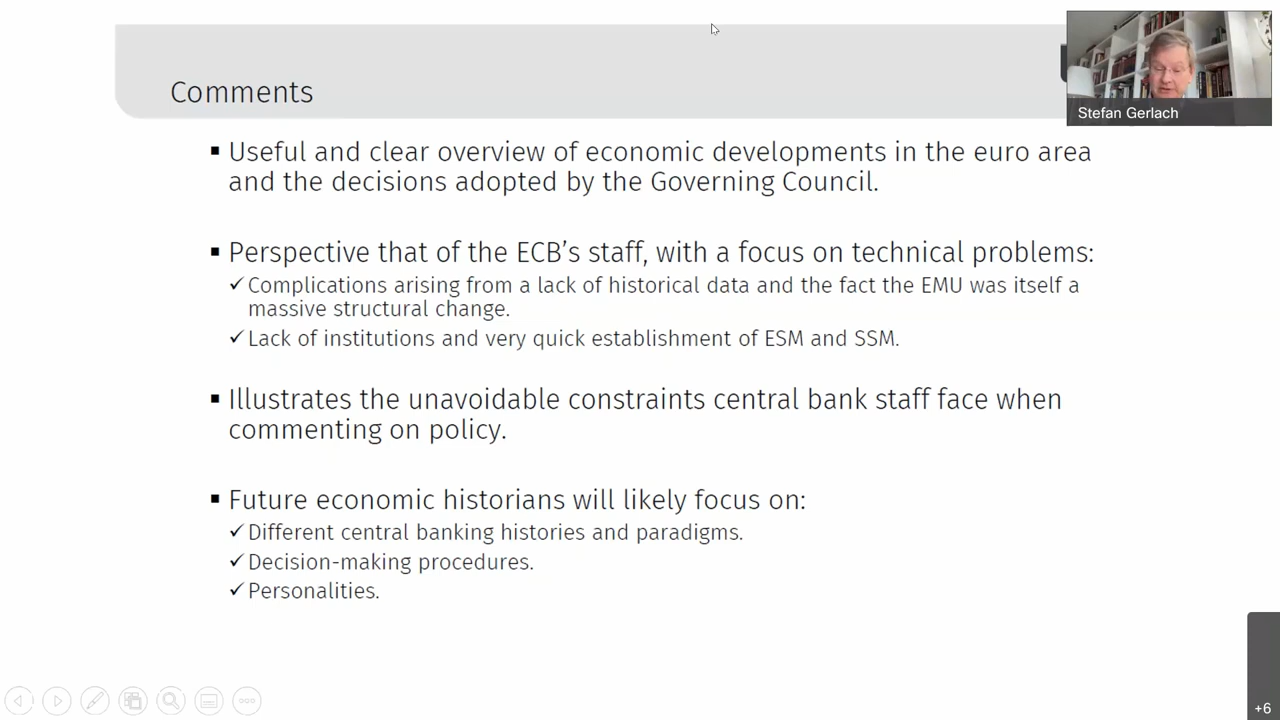 Comments
Stefan Gerlach
▪ Useful and clear overview of economic developments in the euro area
and the decisions adopted by the Governing Council.
▪ Perspective that of the ECB’s staff, with a focus on technical problems:
✓ Complications arising from a lack of historical data and the fact the EMU was itself a
massive structural change.
✓ Lack of institutions and very quick establishment of ESM and SSM.
▪ Illustrates the unavoidable constraints central bank staff face when
commenting on policy.
▪ Future economic historians will likely focus on:
✓ Different central banking histories and paradigms.
✓ Decision-making procedures.
✓ Personalities.
+6